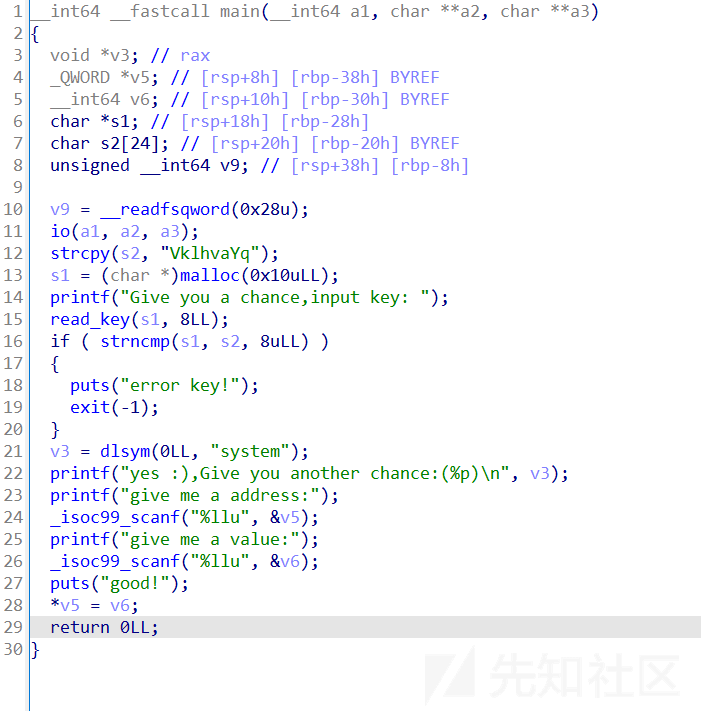 1 __int64 __fastcall main(__int64 a1, char **a2, char **a3)
2 {
3 void *v3; // rax
4 _QWORD *v5; // [rsp+8h] [rbp-38h] BYREF
5 __int64 v6; // [rsp+10h] [rbp-30h] BYREF
6 char *s1; // [rsp+18h] [rbp-28h]
7 char s2[24]; // [rsp+20h] [rbp-20h] BYREF
8 unsigned __int64 v9; // [rsp+38h] [rbp-8h]
9
10 v9 = __readfsqword(0x28u);
11 io(a1, a2, a3);
12 strcpy(s2, "VklhvaYq");
13 s1 = (char *)malloc(0x10uLL);
14 printf("Give you a chance,input key: ");
15 read_key(s1, 8LL);
16 if ( strncmp(s1, s2, 8uLL) )
17 {
18 puts("error key!");
19 exit(-1);
20 }
21 v3 = dlsym(0LL, "system");
22 printf("yes :),Give you another chance:(%p)\n", v3);
23 printf("give me a address:");
24 _isoc99_scanf("%llu", &v5);
25 printf("give me a value:");
26 _isoc99_scanf("%llu", &v6);
27 puts("good!");
28 *v5 = v6;
29 return 0LL;
30 }
先知社区